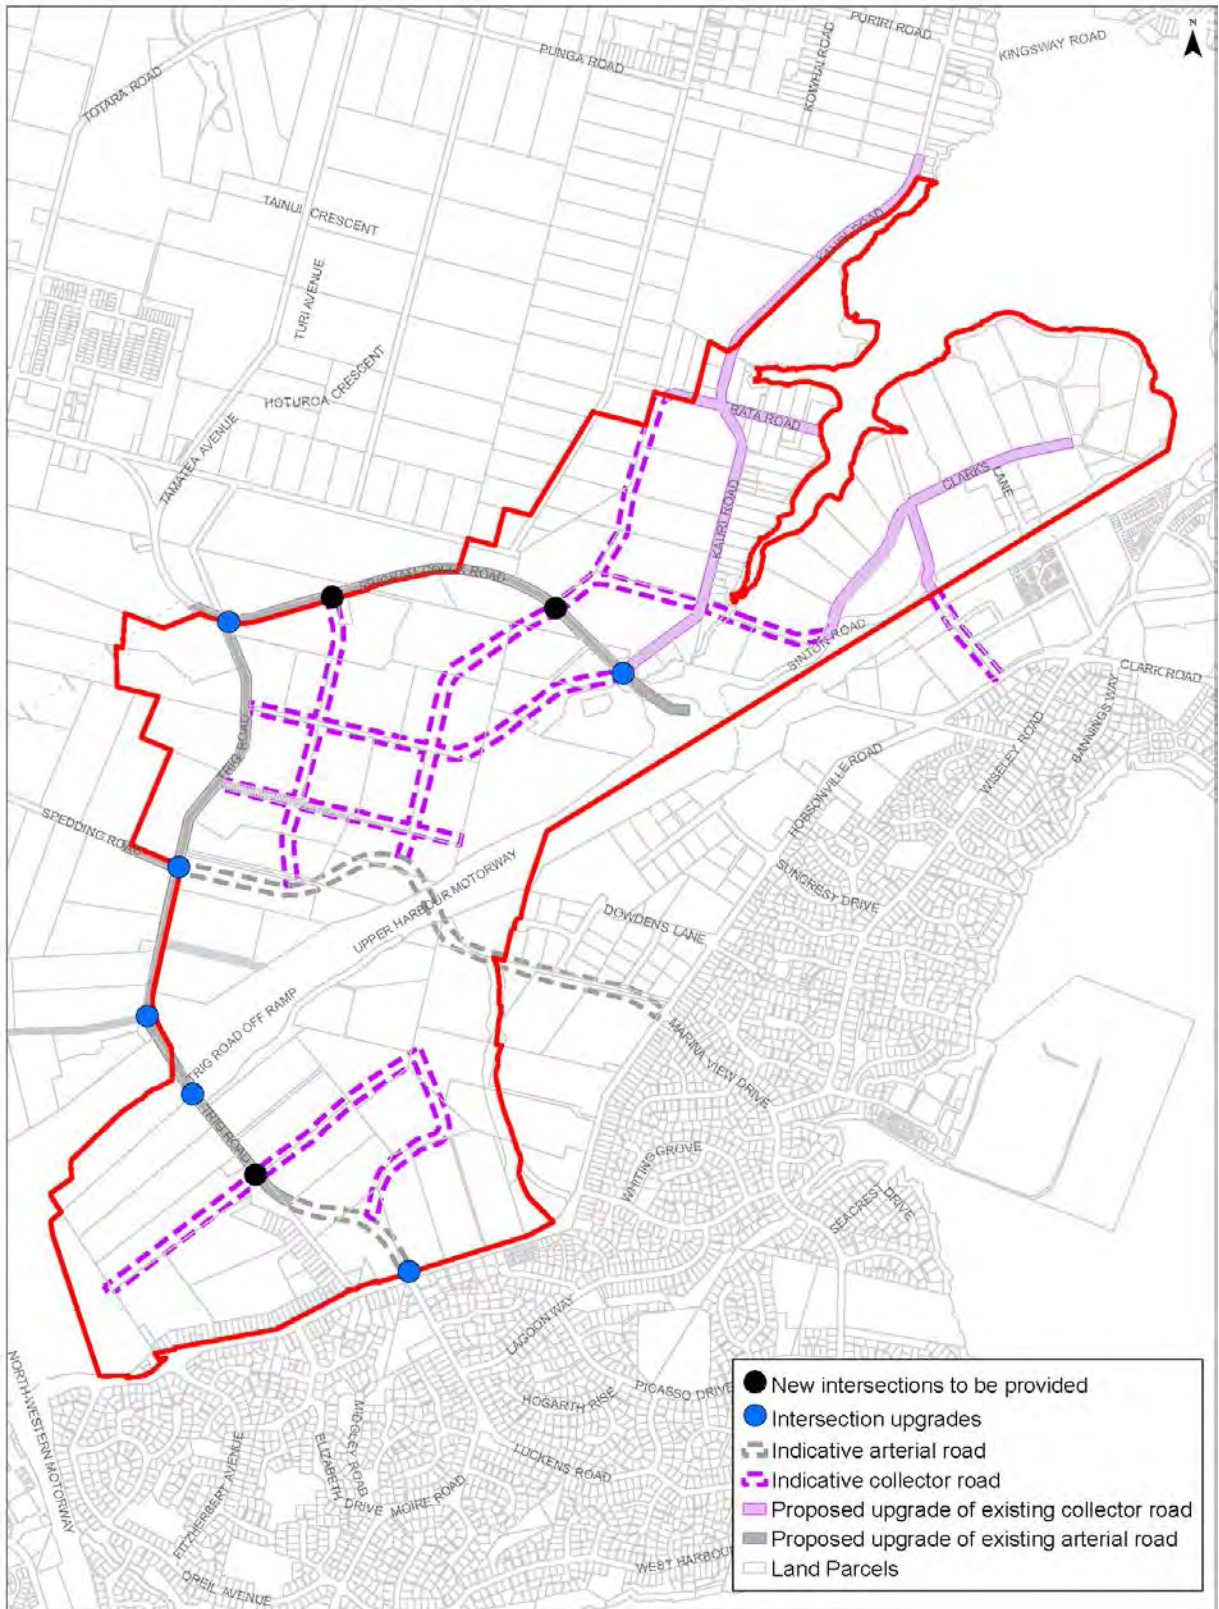 N
PURIRI ROAD
KINGSWAY ROAD
KOWHAI ROAD
PUNGA ROAD
TOTARA ROAD
TAINUI CRESCENT
KAURI ROAD
TURI AVENUE
HOTUROA CRESCENT
RATA ROAD
TAMATEA AVENUE
CLARKS LANE
KAURI ROAD
ROAD
SINTON ROAD
CLARK ROAD
BANNINGS WAY
TRIG ROAD
WISELEY ROAD
HOBSONVILLE ROAD
SPEDDING ROAD
SUNCREST DRIVE
UPPER HARBOUR MOTORWAY
DOWDENS LANE
TRIG ROAD OFF RAMP
MARINA VIEW DRIVE
TRIG ROAD
WHITING GROVE
SEACREST DRIVE
LAGOON WAY
NORTH-WESTERN MOTORWAY
PICASSO DRIVE
HOGARTH RISE
MIDGLEY ROAD
ELIZABETH DRIVE
LUCKENS ROAD
FITZHERBERT AVENUE
MOIRE ROAD
WEST HARBOUR
OREIL AVENUE
New intersections to be provided
Intersection upgrades
Indicative arterial road
Indicative collector road
Proposed upgrade of existing collector road
Proposed upgrade of existing arterial road
Land Parcels